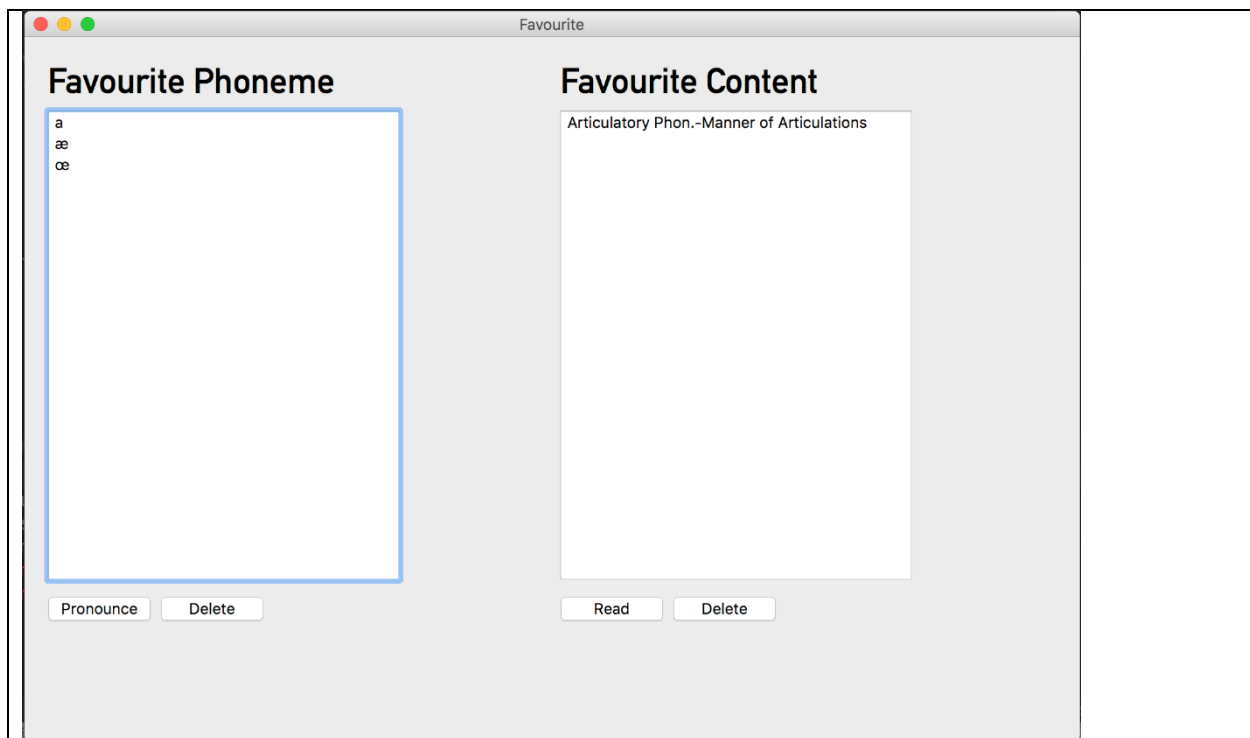 Favourite
Favourite Phoneme
a
æ
œ
Pronounce Delete
Favourite Content
Articulatory Phon.-Manner of Articulations
Read Delete